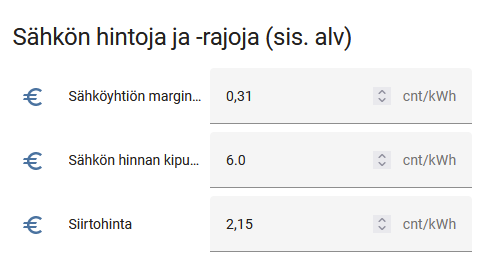 Sähkön hintoja ja -rajoja (sis. alv)
Sähköyhtiön margin… 0,31 cnt/kWh
Sähkön hinnan kipu… 6.0 cnt/kWh
Siirtohinta 2,15 cnt/kWh